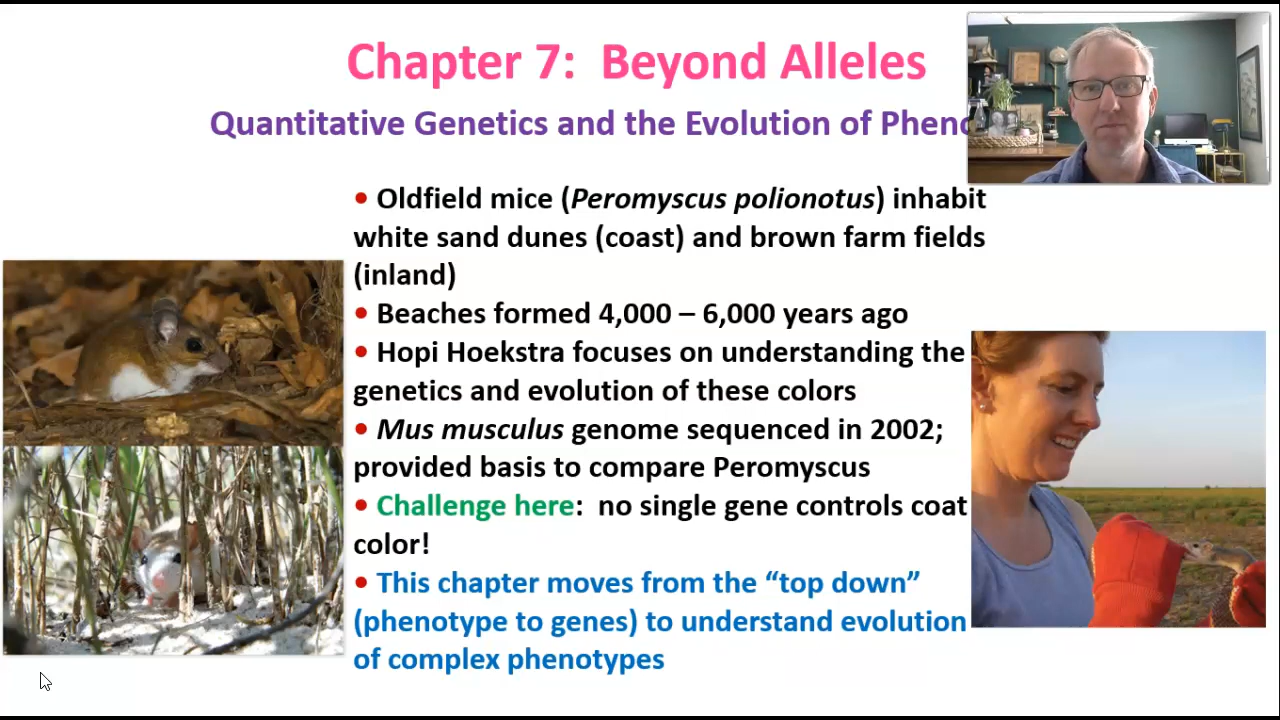 Chapter 7:  Beyond Alleles
Quantitative Genetics and the Evolution of Pheno
• Oldfield mice (Peromyscus polionotus) inhabit
white sand dunes (coast) and brown farm fields
(inland)
• Beaches formed 4,000 – 6,000 years ago
• Hopi Hoekstra focuses on understanding the
genetics and evolution of these colors
• Mus musculus genome sequenced in 2002;
provided basis to compare Peromyscus
• Challenge here:  no single gene controls coat
color!
• This chapter moves from the “top down”
(phenotype to genes) to understand evolution
of complex phenotypes